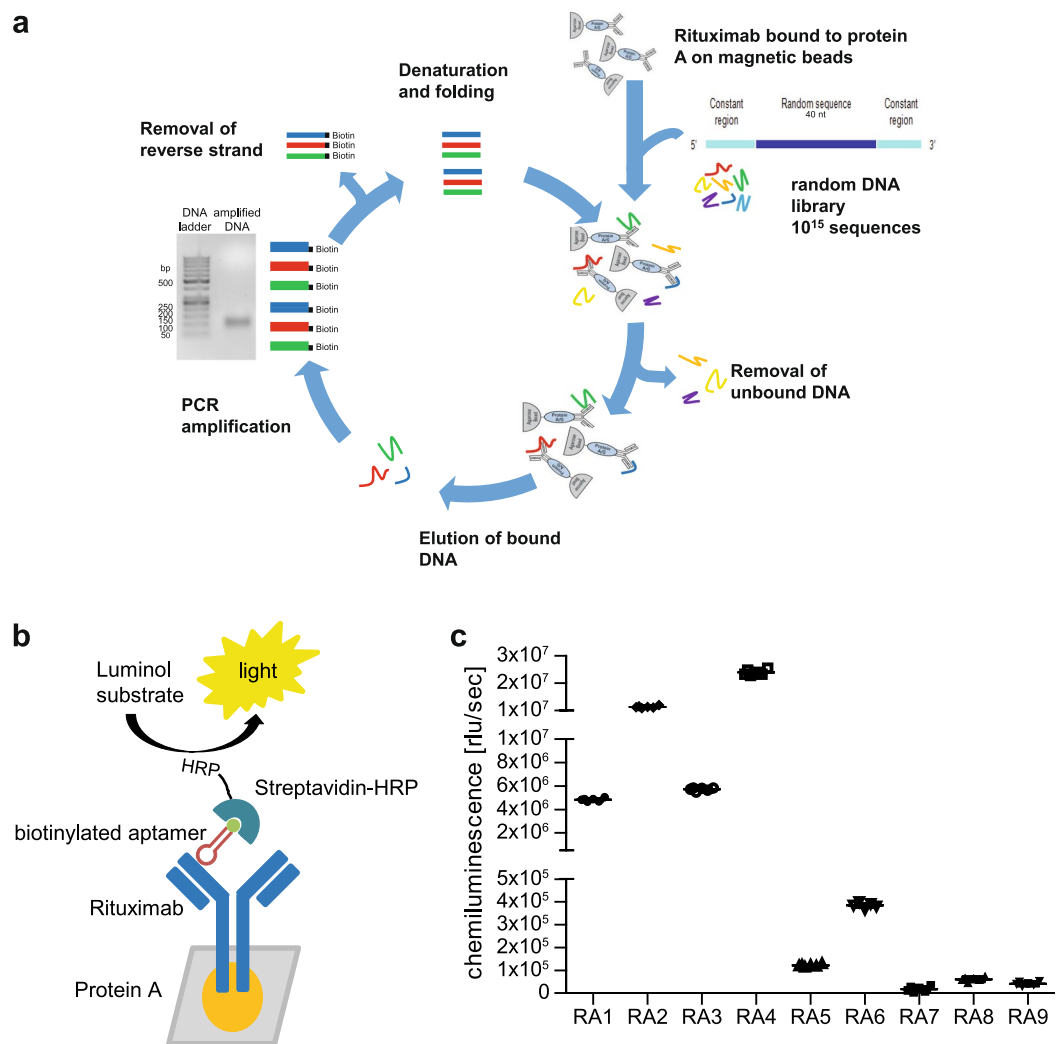 a
Rituximab bound to protein
A on magnetic beads
Denaturation
and folding
Removal of
reverse strand
Biotin
Biotin
Biotin
Constant
region
Random sequence
40 nt
Constant
region
5'
3'
random DNA
library
10¹⁵ sequences
DNA
ladder
amplified
DNA
bp
500
250
200
150
100
50
Biotin
Biotin
Biotin
Biotin
Biotin
Biotin
Removal of
unbound DNA
PCR
amplification
Elution of bound
DNA
Agarose
Bead
Protein
A/G
b
Luminol
substrate
light
HRP
Streptavidin-HRP
biotinylated aptamer
Rituximab
Protein A
c
chemiluminescence [rlu/sec]
3x10⁷
2x10⁷
1x10⁷
1x10⁷
8x10⁶
6x10⁶
4x10⁶
2x10⁶
5x10⁵
4x10⁵
3x10⁵
2x10⁵
1x10⁵
0
RA1 RA2 RA3 RA4 RA5 RA6 RA7 RA8 RA9